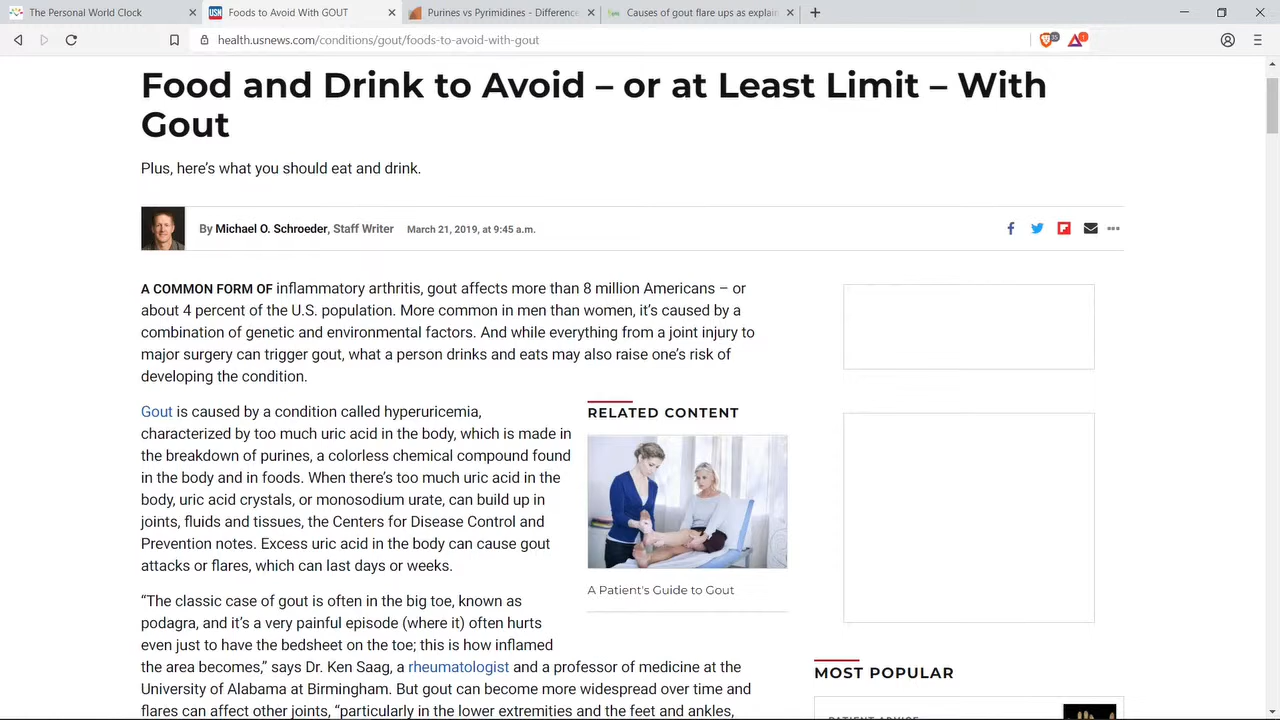 The Personal World Clock
Foods to Avoid With GOUT
Purines vs Pyrimidines - Differenc
Causes of gout flare ups as explain
health.usnews.com/conditions/gout/foods-to-avoid-with-gout
35
1
Food and Drink to Avoid – or at Least Limit – With
Gout
Plus, here's what you should eat and drink.
By Michael O. Schroeder, Staff Writer March 21, 2019, at 9:45 a.m.
A COMMON FORM OF inflammatory arthritis, gout affects more than 8 million Americans – or
about 4 percent of the U.S. population. More common in men than women, it's caused by a
combination of genetic and environmental factors. And while everything from a joint injury to
major surgery can trigger gout, what a person drinks and eats may also raise one's risk of
developing the condition.
Gout is caused by a condition called hyperuricemia,
characterized by too much uric acid in the body, which is made in
the breakdown of purines, a colorless chemical compound found
in the body and in foods. When there's too much uric acid in the
body, uric acid crystals, or monosodium urate, can build up in
joints, fluids and tissues, the Centers for Disease Control and
Prevention notes. Excess uric acid in the body can cause gout
attacks or flares, which can last days or weeks.
RELATED CONTENT
A Patient's Guide to Gout
“The classic case of gout is often in the big toe, known as
podagra, and it's a very painful episode (where it) often hurts
even just to have the bedsheet on the toe; this is how inflamed
the area becomes,” says Dr. Ken Saag, a rheumatologist and a professor of medicine at the
University of Alabama at Birmingham. But gout can become more widespread over time and
flares can affect other joints, “particularly in the lower extremities and the feet and ankles,
MOST POPULAR
PATIENT ADVICE